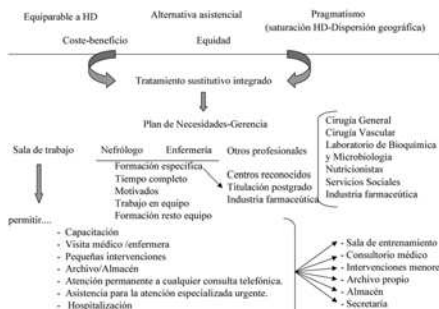 Equiparable a HD
Alternativa asistencial
Pragmatismo
(saturación HD-Dispersión geográfica)
Coste-beneficio
Equidad
Tratamiento sustitutivo integrado
Plan de Necesidades-Gerencia
Sala de trabajo
Nefrólogo
Enfermería
Otros profesionales
Cirugía General
Cirugía Vascular
Laboratorio de Bioquímica
y Microbiología
Nutricionistas
Servicios Sociales
Industria farmaceútica
Formación específica
Tiempo completo
Motivados
Trabajo en equipo
Formación resto equipo
Centros reconocidos
Titulación postgrado
Industria farmaceútica
permitir....
- Capacitación
- Visita médico /enfermera
- Pequeñas intervenciones
- Archivo/Almacén
- Atención permanente a cualquier consulta telefónica.
- Asistencia para la atención especializada urgente.
- Hospitalización
- Sala de entrenamiento
- Consultorio médico
- Intervenciones menores
- Archivo propio
- Almacén
- Secretaría